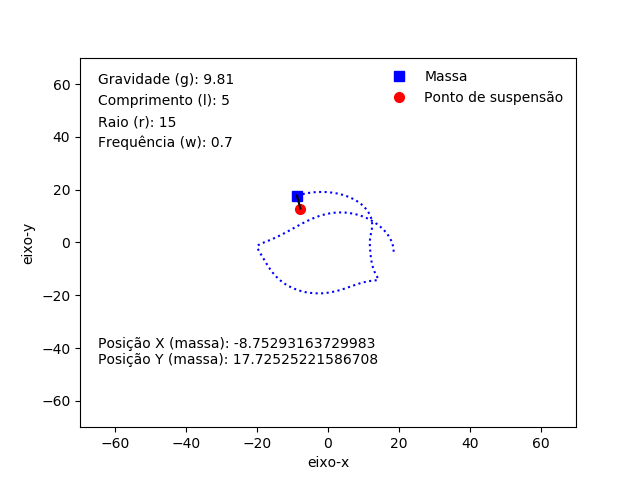 Gravidade (g): 9.81
Comprimento (l): 5
Raio (r): 15
Frequência (w): 0.7
Massa
Ponto de suspensão
60
40
20
0
−20
−40
−60
eixo-y
Posição X (massa): -8.75293163729983
Posição Y (massa): 17.72525221586708
−60 −40 −20 0 20 40 60
eixo-x